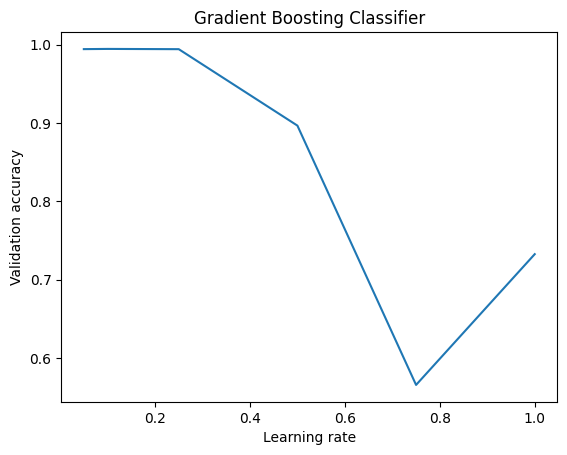 Gradient Boosting Classifier
1.0
0.9
0.8
0.7
0.6
Validation accuracy
0.2 0.4 0.6 0.8 1.0
Learning rate